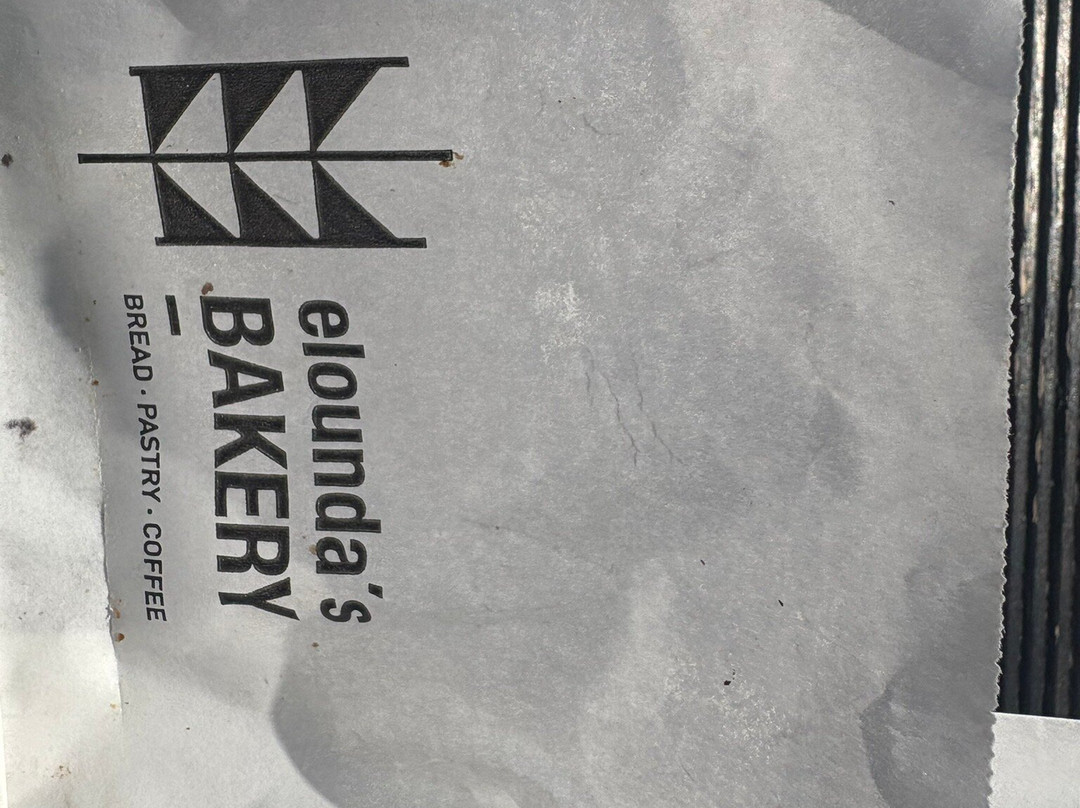 elounda's
BAKERY
BREAD · PASTRY · COFFEE